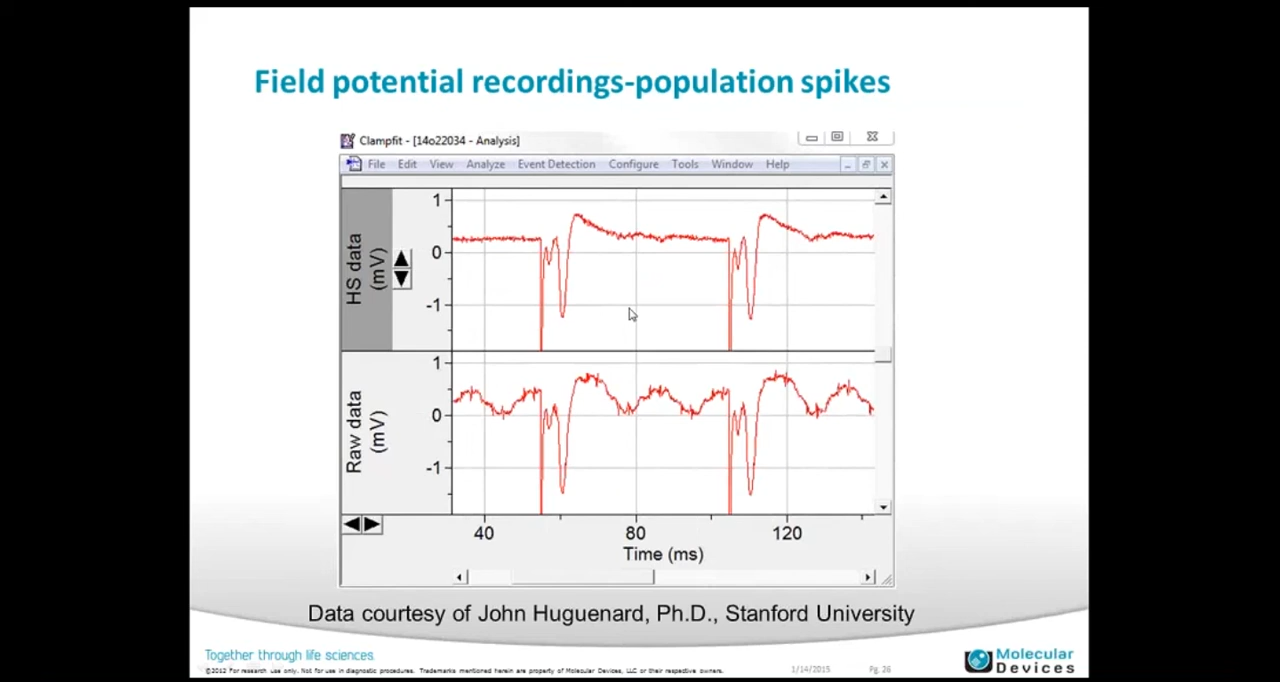 Field potential recordings-population spikes
Clampfit - [14o22034 - Analysis]
File Edit View Analyze Event Detection Configure Tools Window Help
HS data
(mV)
1
0
-1
Raw data
(mV)
1
0
-1
40 80 120
Time (ms)
Data courtesy of John Huguenard, Ph.D., Stanford University
Together through life sciences.
©2012 For research use only. Not for use in diagnostic procedures. Trademarks mentioned herein are property of Molecular Devices, LLC or their respective owners.
1/14/2015 Pg. 26
Molecular
Devices